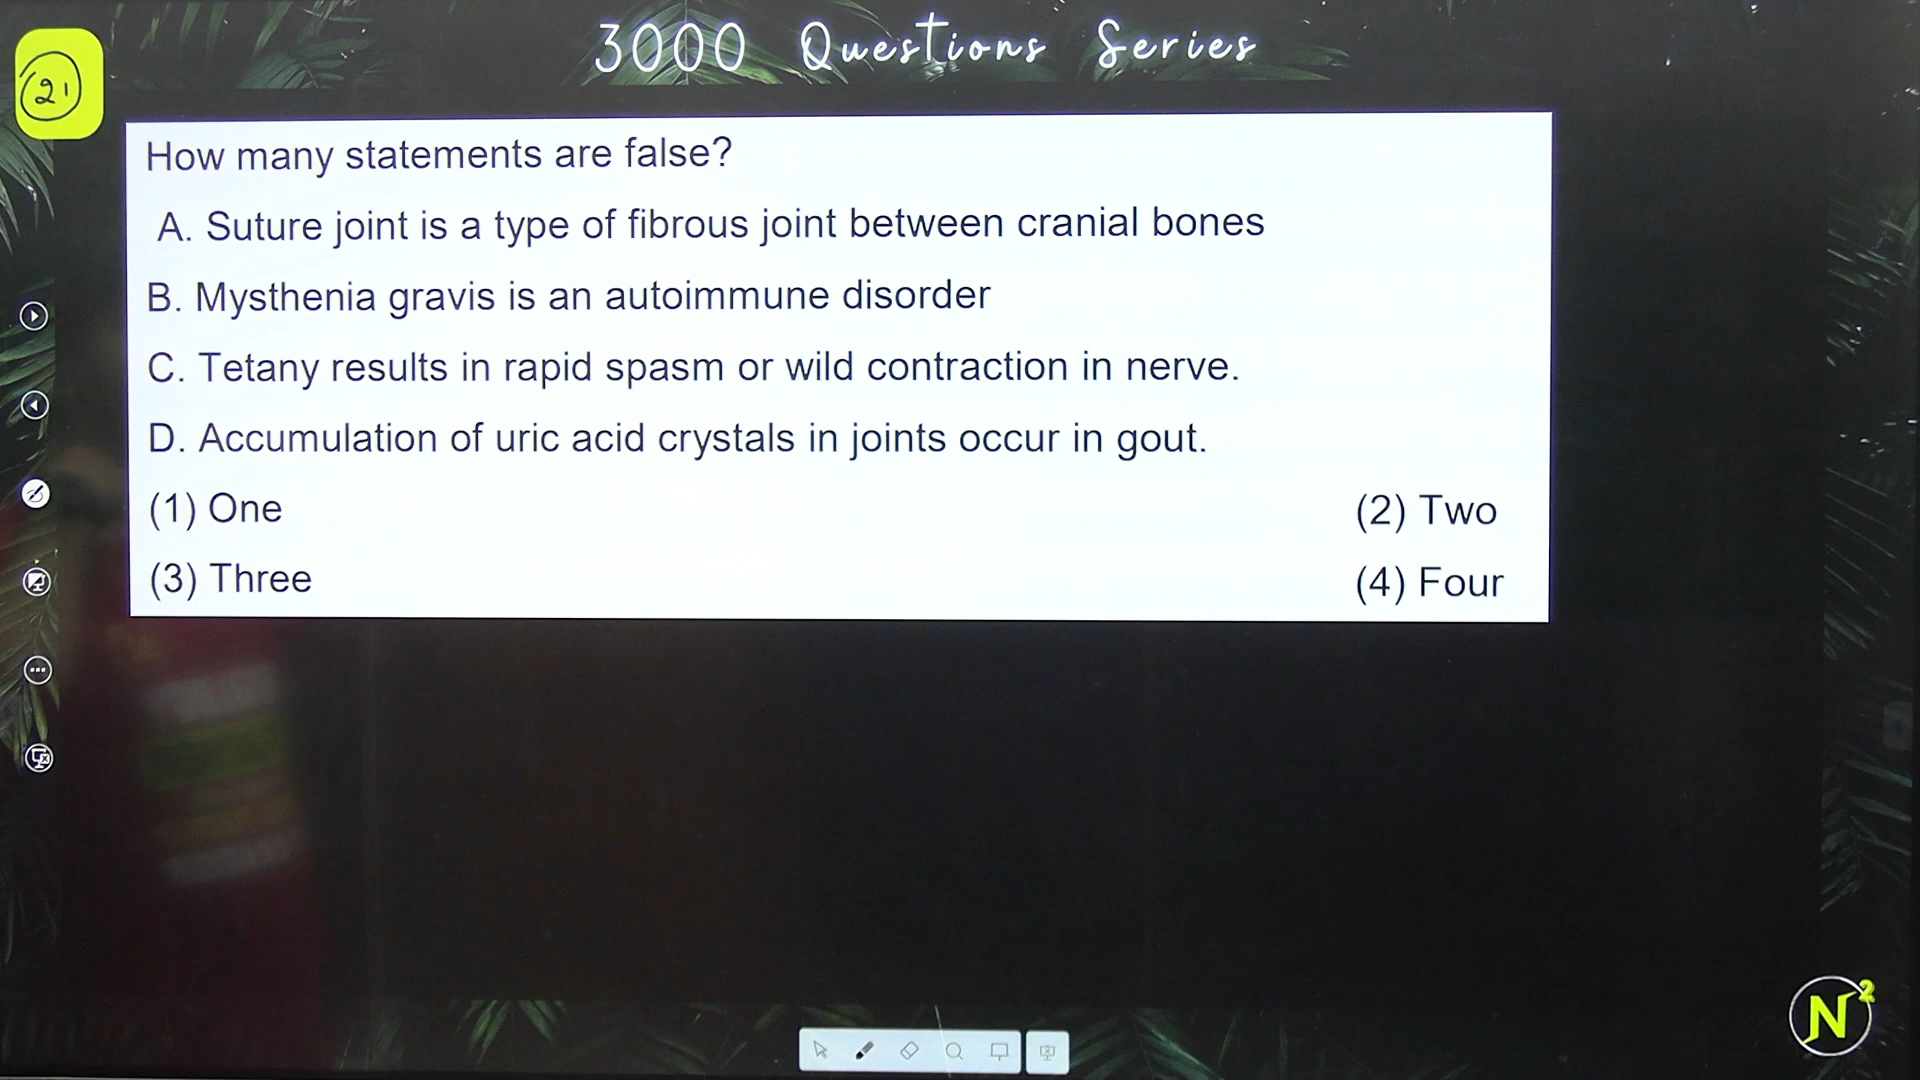 21
3000 Questions Series
How many statements are false?
A. Suture joint is a type of fibrous joint between cranial bones
B. Mysthenia gravis is an autoimmune disorder
C. Tetany results in rapid spasm or wild contraction in nerve.
D. Accumulation of uric acid crystals in joints occur in gout.
(1) One (2) Two
(3) Three (4) Four
N2